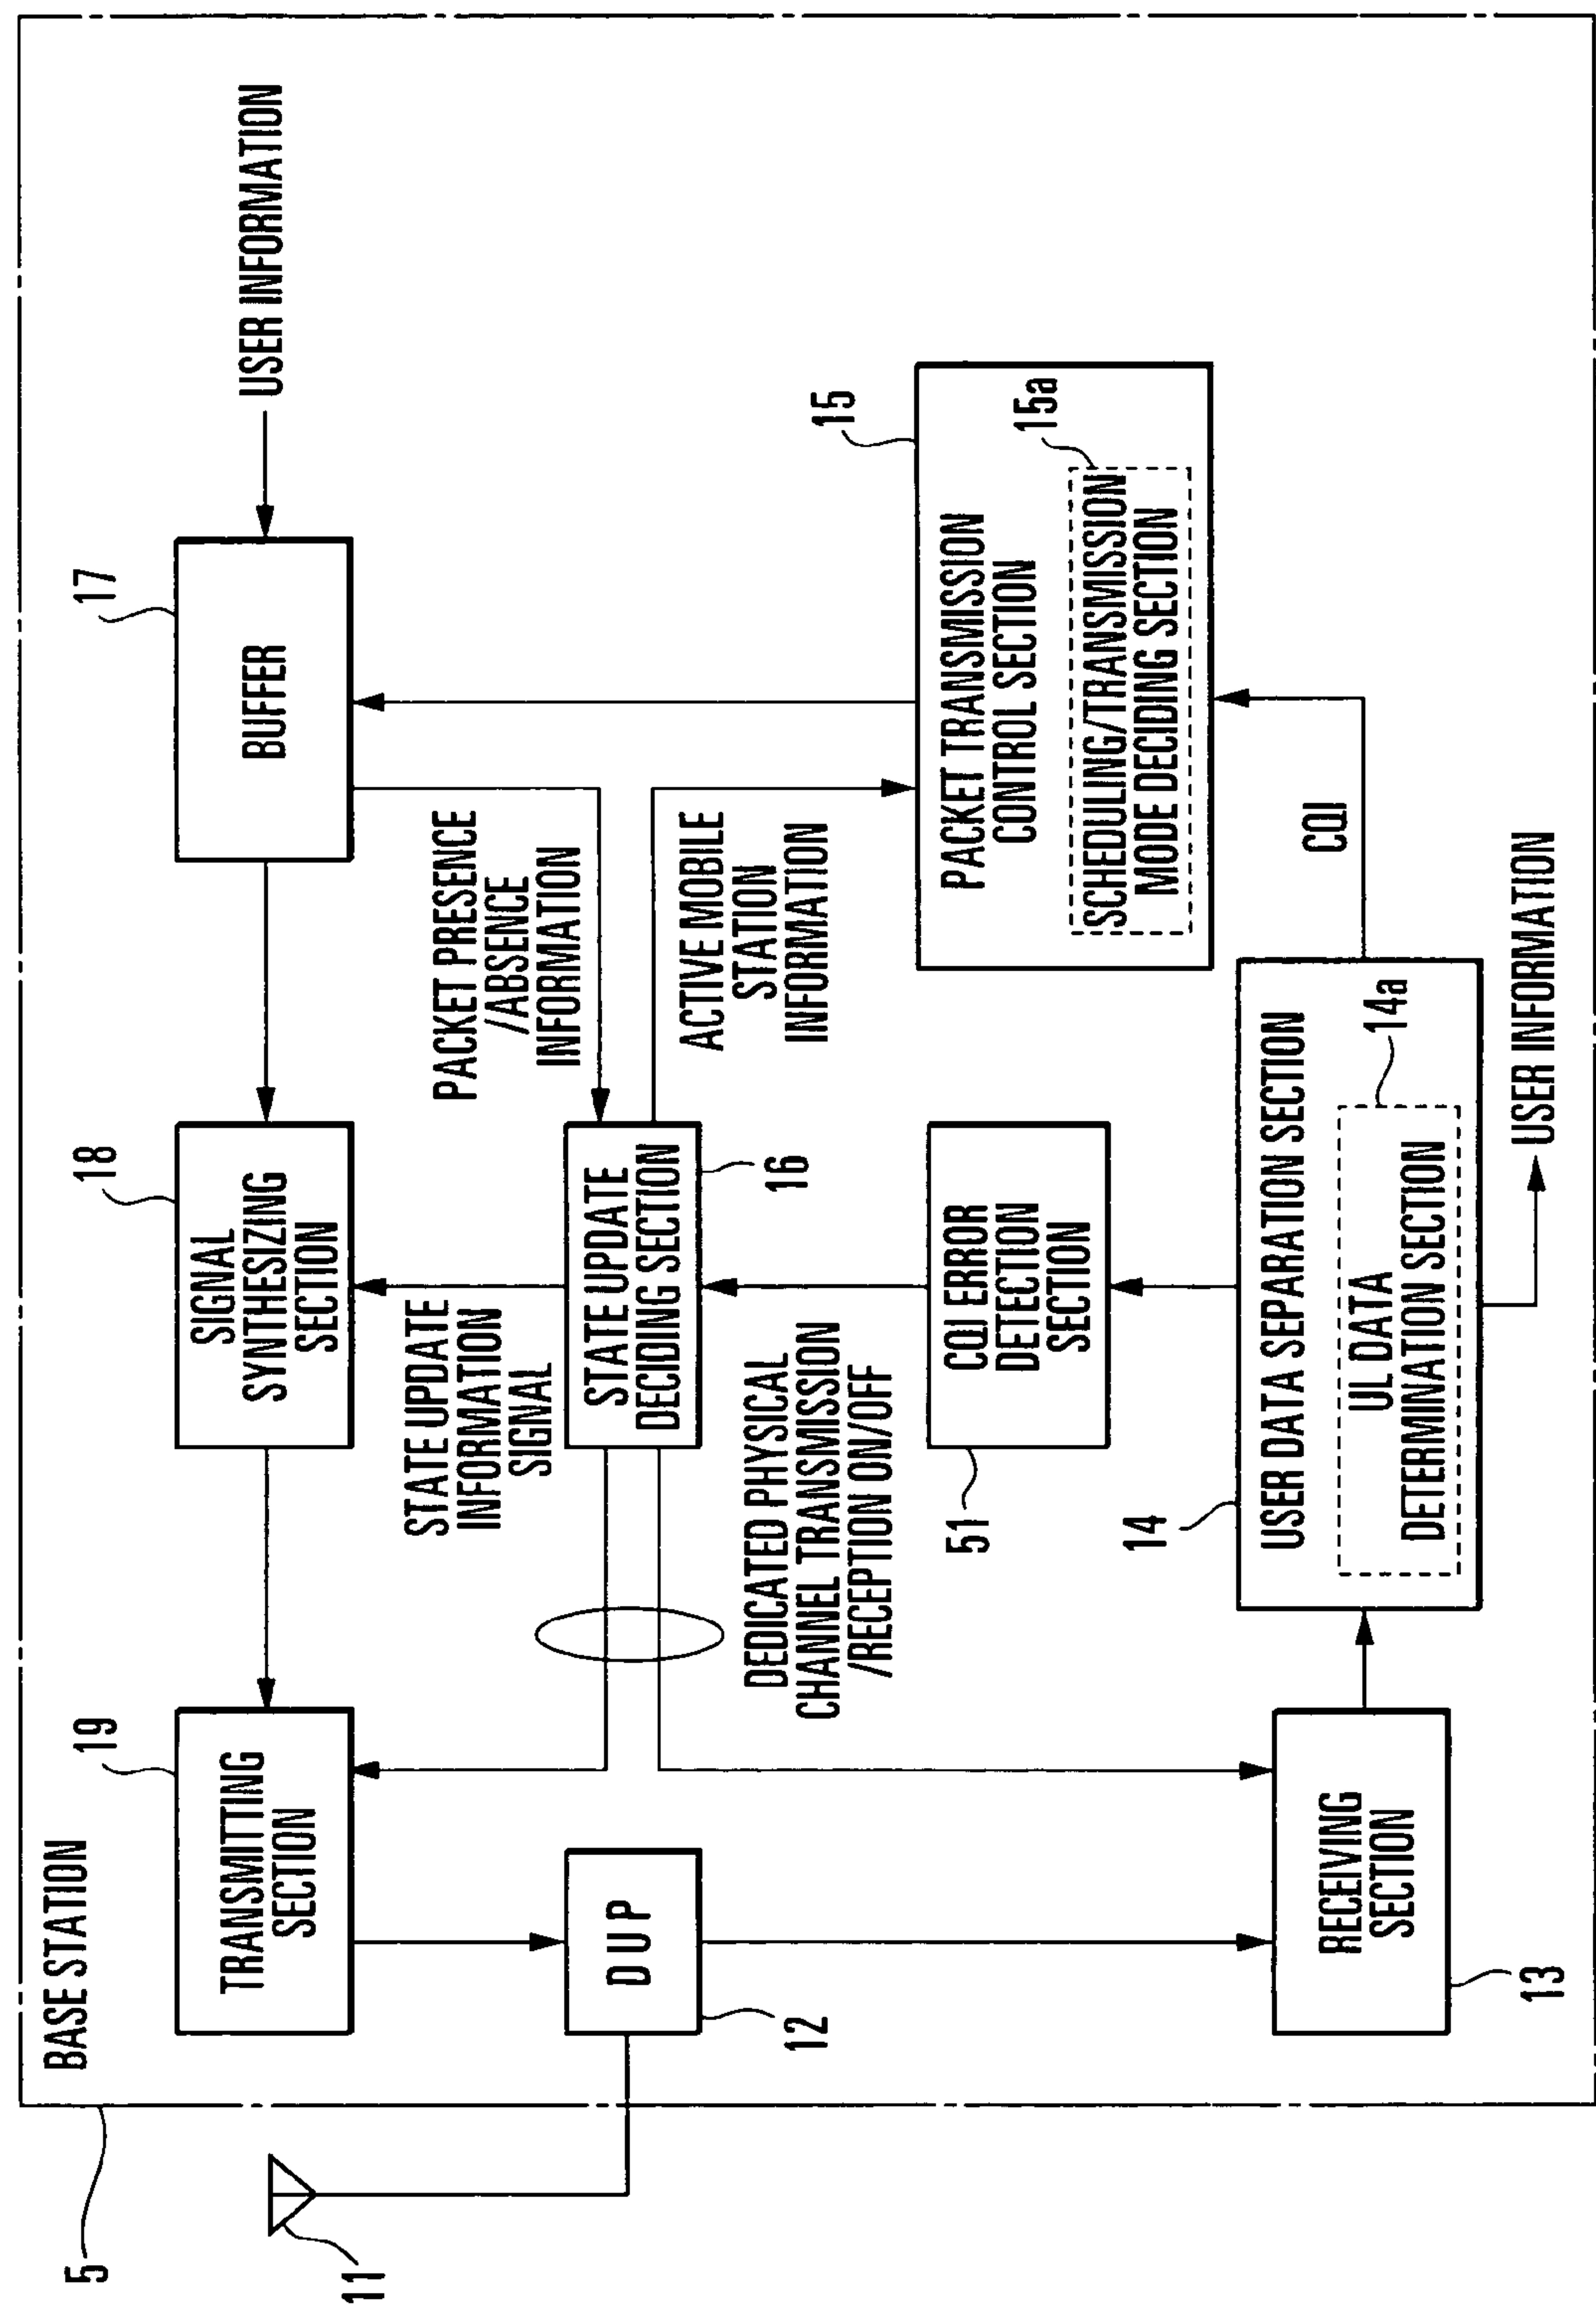 BASE STATION
5
11
19
TRANSMITTING
SECTION
18
SIGNAL
SYNTHESIZING
SECTION
17
BUFFER
USER INFORMATION
STATE UPDATE
INFORMATION
SIGNAL
PACKET PRESENCE
/ABSENCE
INFORMATION
DUP
12
STATE UPDATE
DECIDING SECTION
16
ACTIVE MOBILE
STATION
INFORMATION
DEDICATED PHYSICAL
CHANNEL TRANSMISSION
/RECEPTION ON/OFF
CQI ERROR
DETECTION
SECTION
51
15
PACKET TRANSMISSION
CONTROL SECTION
15a
SCHEDULING/TRANSMISSION
MODE DECIDING SECTION
RECEIVING
SECTION
13
14
USER DATA SEPARATION SECTION
14a
UL DATA
DETERMINATION SECTION
CQI
USER INFORMATION